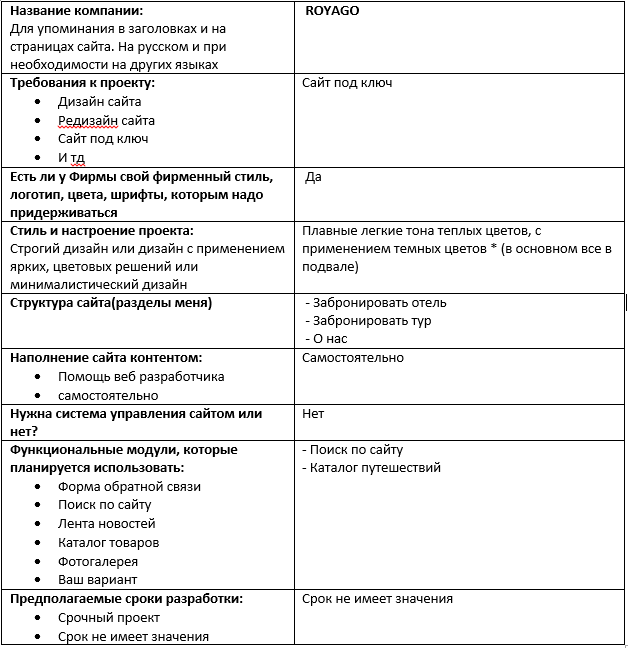 Название компании:
Для упоминания в заголовках и на
страницах сайта. На русском и при
необходимости на других языках
ROYAGO
Требования к проекту:
• Дизайн сайта
• Редизайн сайта
• Сайт под ключ
• И тд
Сайт под ключ
Есть ли у Фирмы свой фирменный стиль,
логотип, цвета, шрифты, которым надо
придерживаться
Да
Стиль и настроение проекта:
Строгий дизайн или дизайн с применением
ярких, цветовых решений или
минималистический дизайн
Плавные легкие тона теплых цветов, с
применением темных цветов * (в основном все в
подвале)
Структура сайта(разделы меня)
- Забронировать отель
- Забронировать тур
- О нас
Наполнение сайта контентом:
• Помощь веб разработчика
• самостоятельно
Самостоятельно
Нужна система управления сайтом или
нет?
Нет
Функциональные модули, которые
планируется использовать:
• Форма обратной связи
• Поиск по сайту
• Лента новостей
• Каталог товаров
• Фотогалерея
• Ваш вариант
- Поиск по сайту
- Каталог путешествий
Предполагаемые сроки разработки:
• Срочный проект
• Срок не имеет значения
Срок не имеет значения